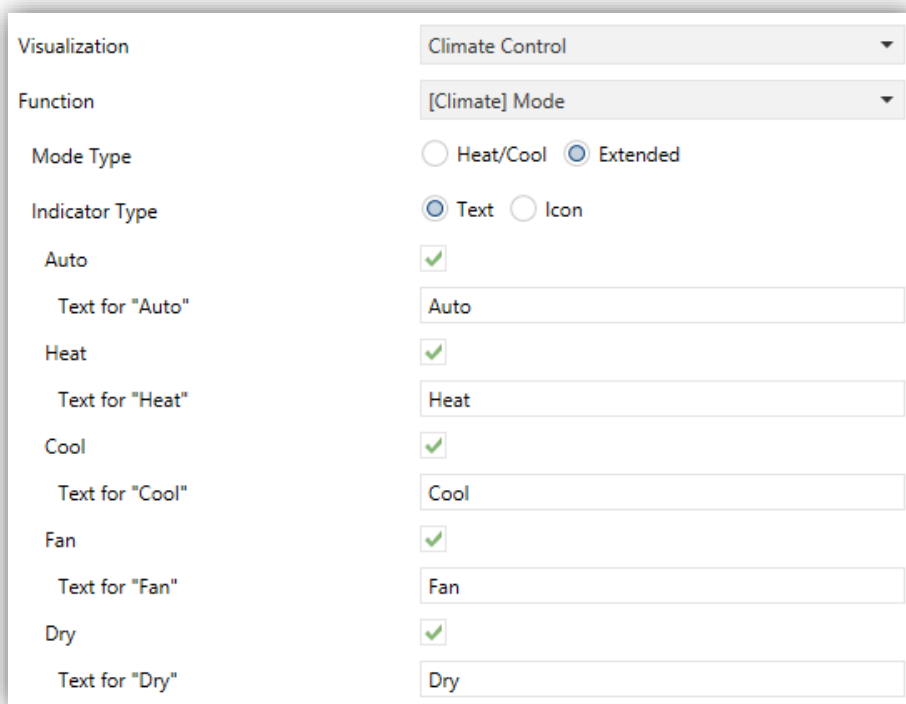 Visualization Climate Control
Function [Climate] Mode
Mode Type Heat/Cool Extended
Indicator Type Text Icon
Auto
Text for "Auto" Auto
Heat
Text for "Heat" Heat
Cool
Text for "Cool" Cool
Fan
Text for "Fan" Fan
Dry
Text for "Dry" Dry